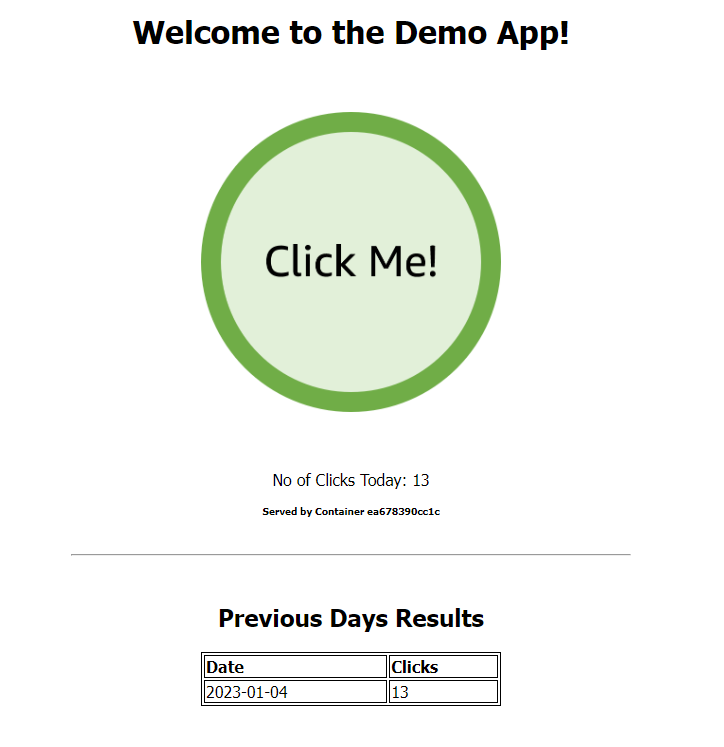 Welcome to the Demo App!
Click Me!
No of Clicks Today: 13
Served by Container ea678390cc1c
Previous Days Results
Date Clicks
2023-01-04 13